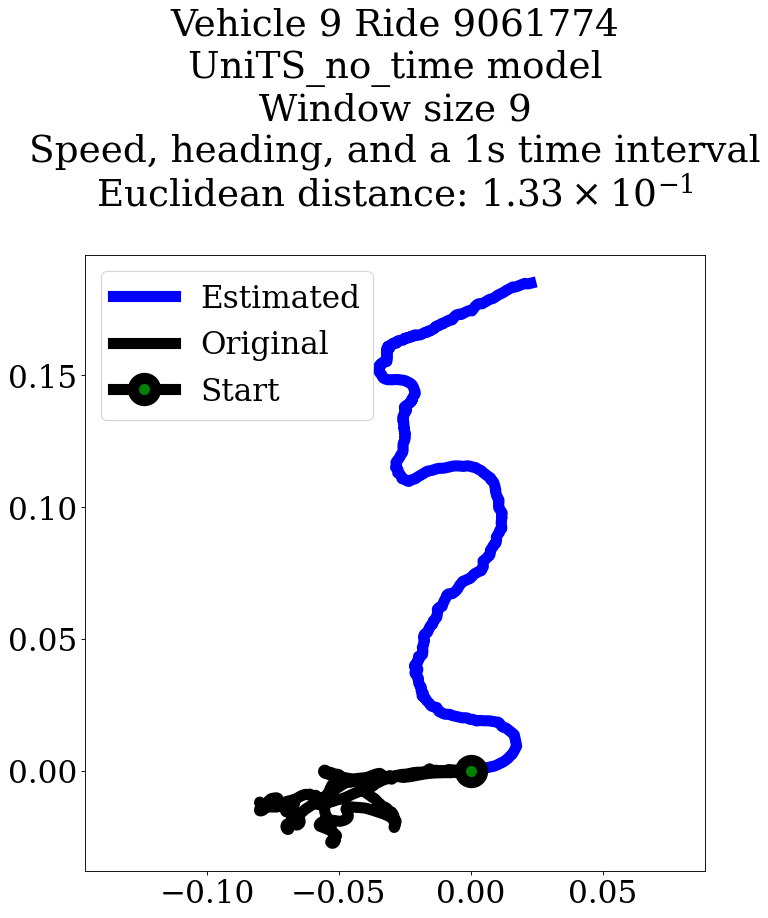 Vehicle 9 Ride 9061774
UniTS_no_time model
Window size 9
Speed, heading, and a 1s time interval
Euclidean distance: 1.33 × 10⁻¹
Estimated
Original
Start
0.15
0.10
0.05
0.00
−0.10 −0.05 0.00 0.05